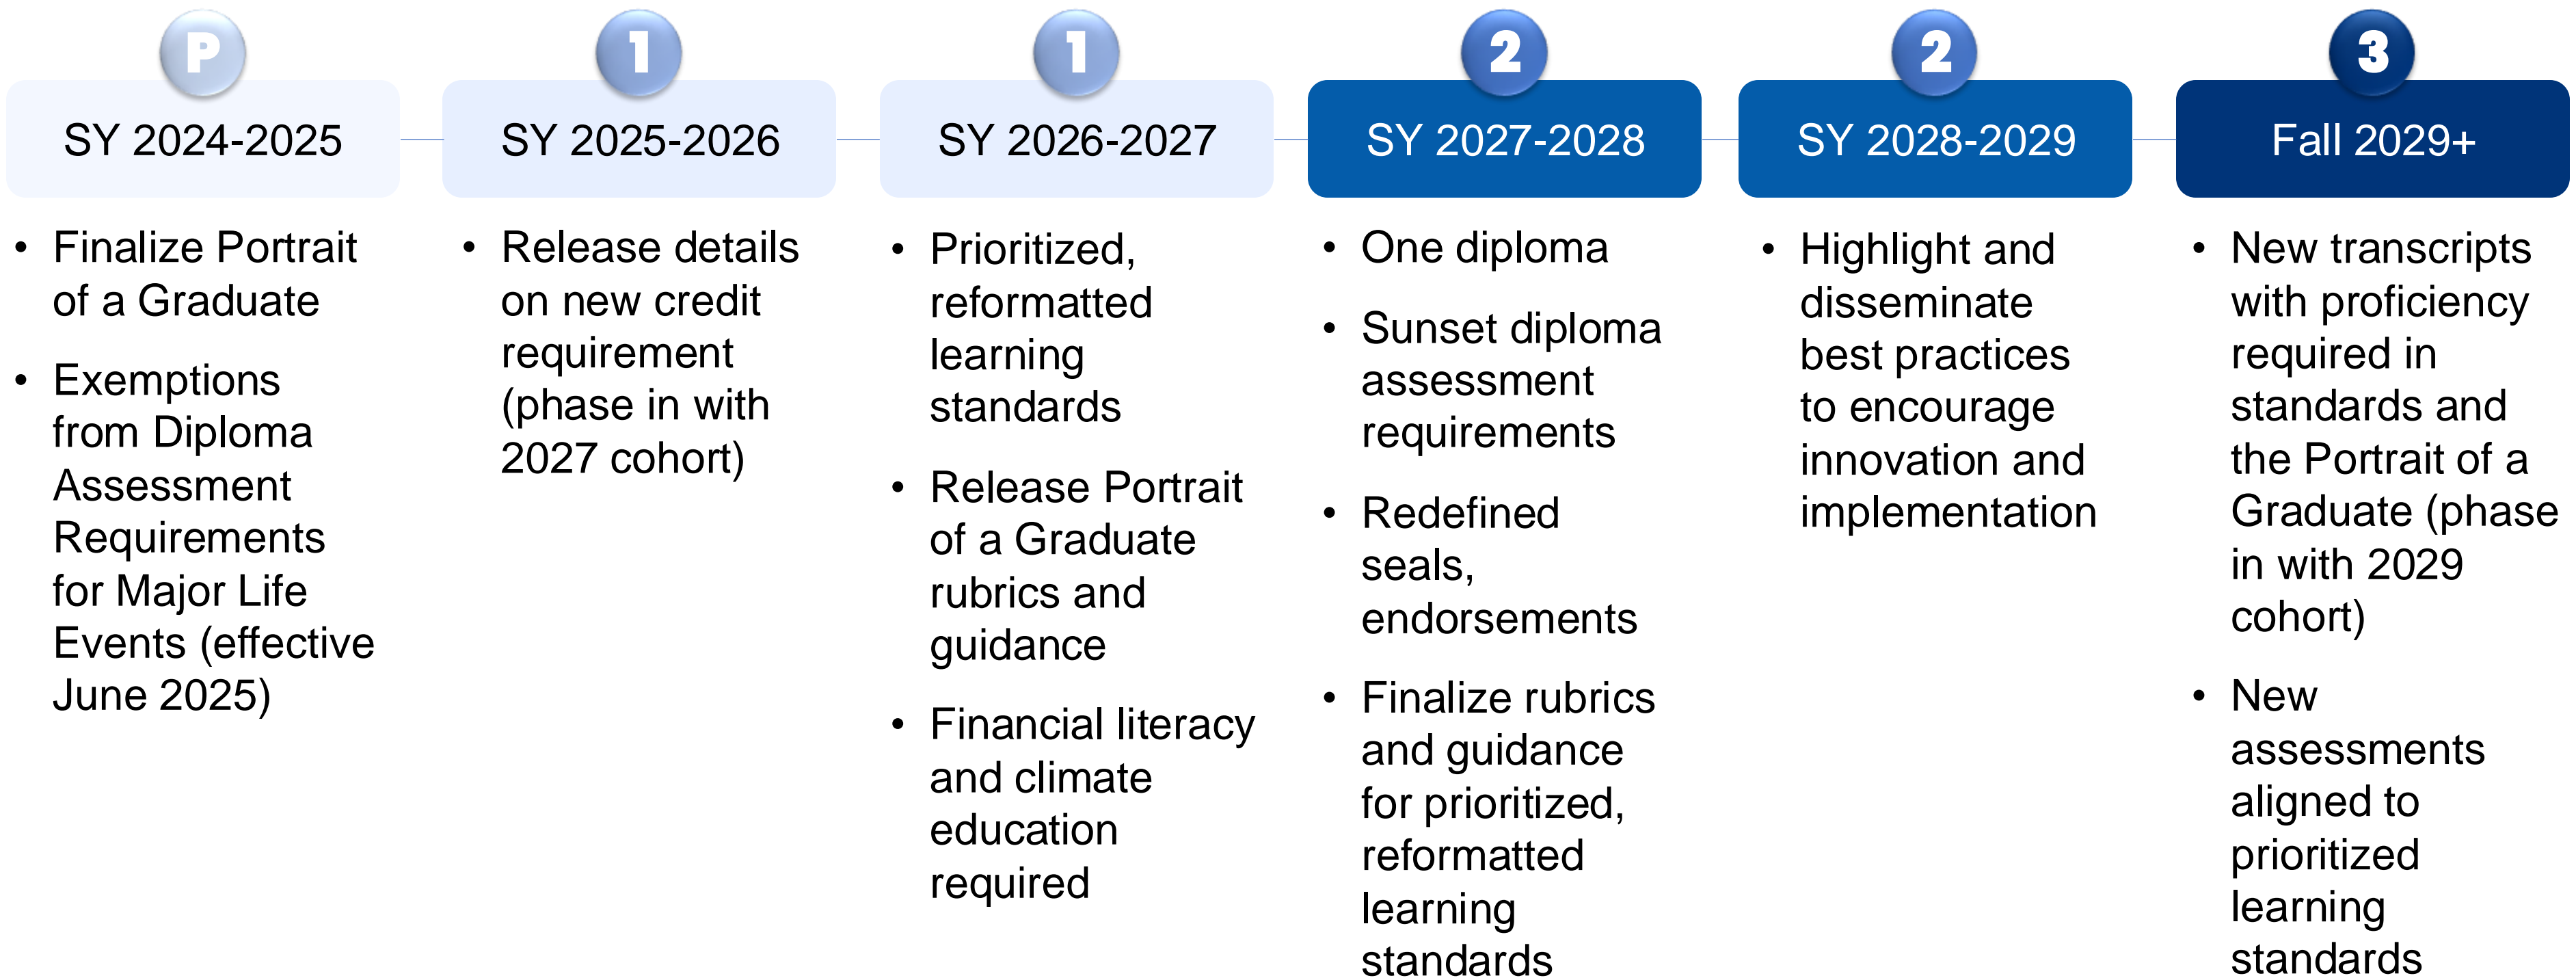 P
SY 2024-2025
• Finalize Portrait
of a Graduate
• Exemptions
from Diploma
Assessment
Requirements
for Major Life
Events (effective
June 2025)
1
SY 2025-2026
• Release details
on new credit
requirement
(phase in with
2027 cohort)
1
SY 2026-2027
• Prioritized,
reformatted
learning
standards
• Release Portrait
of a Graduate
rubrics and
guidance
• Financial literacy
and climate
education
required
2
SY 2027-2028
• One diploma
• Sunset diploma
assessment
requirements
• Redefined
seals,
endorsements
• Finalize rubrics
and guidance
for prioritized,
reformatted
learning
standards
2
SY 2028-2029
• Highlight and
disseminate
best practices
to encourage
innovation and
implementation
3
Fall 2029+
• New transcripts
with proficiency
required in
standards and
the Portrait of a
Graduate (phase
in with 2029
cohort)
• New
assessments
aligned to
prioritized
learning
standards